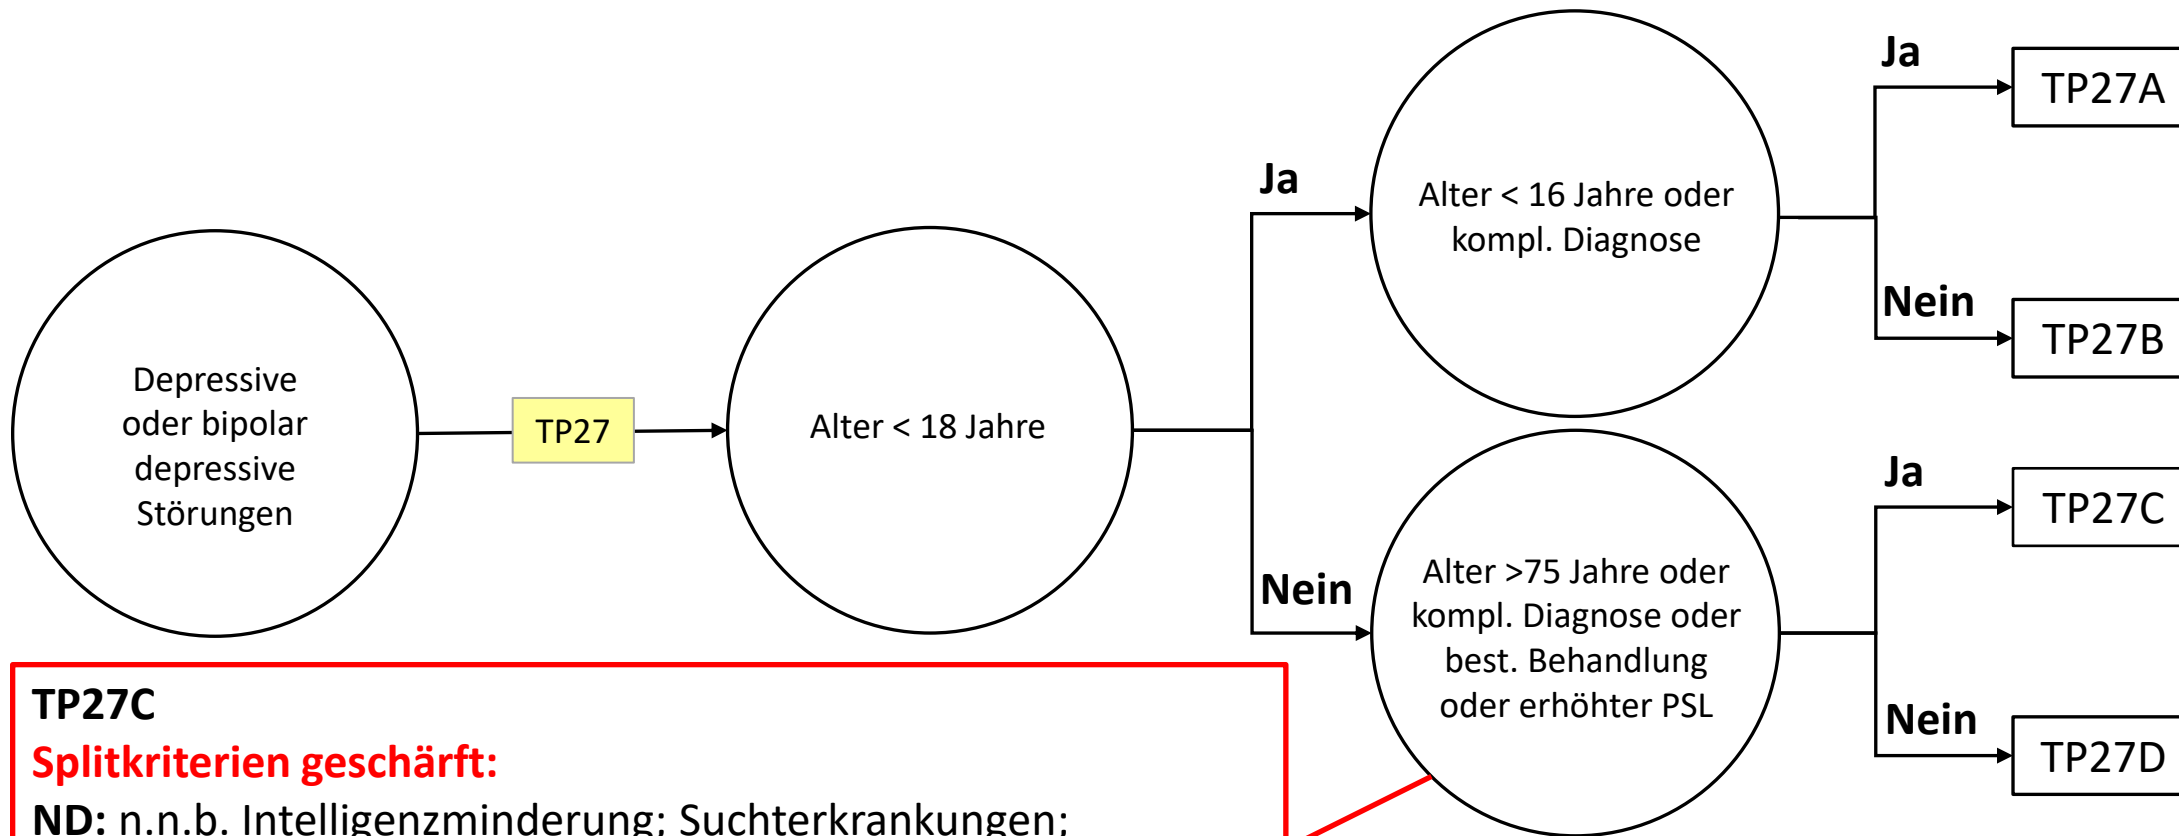 Depressive
oder bipolar
depressive
Störungen
TP27
Alter < 18 Jahre
Ja
Nein
Alter < 16 Jahre oder
kompl. Diagnose
Ja
TP27A
Nein
TP27B
Alter >75 Jahre oder
kompl. Diagnose oder
best. Behandlung
oder erhöhter PSL
Ja
TP27C
Nein
TP27D
TP27C
Splitkriterien geschärft:
ND: n.n.b. Intelligenzminderung; Suchterkrankungen;